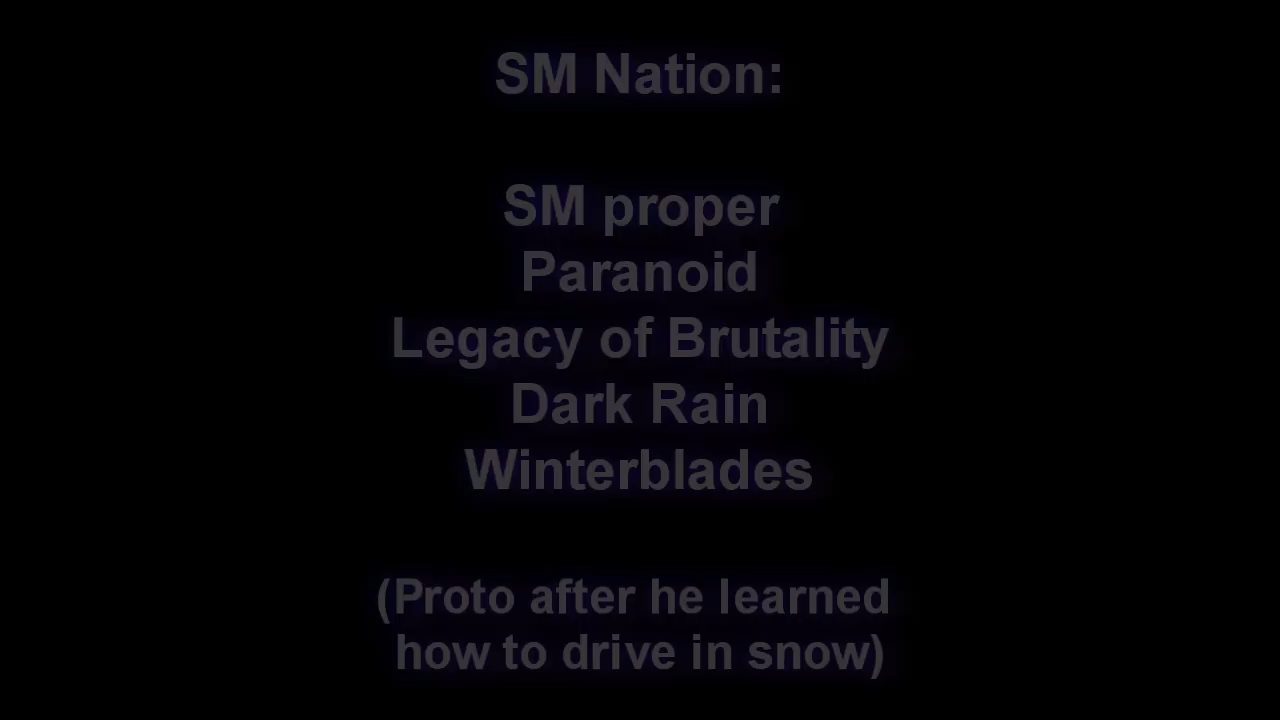 SM Nation:
SM proper
Paranoid
Legacy of Brutality
Dark Rain
Winterblades
(Proto after he learned
how to drive in snow)